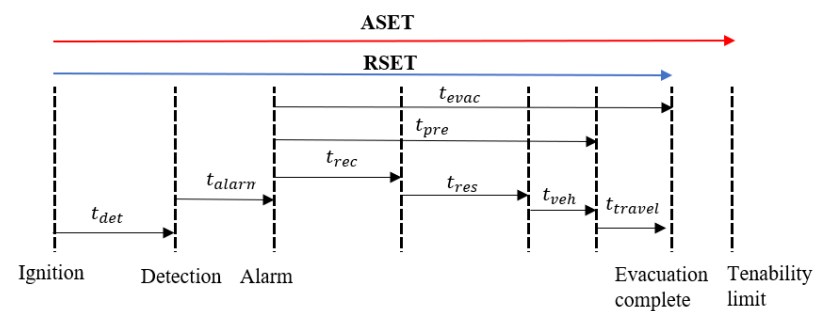 ASET
RSET
t_evac
t_pre
t_rec
t_alarm
t_res
t_veh
t_travel
t_det
Ignition
Detection
Alarm
Evacuation
complete
Tenability
limit